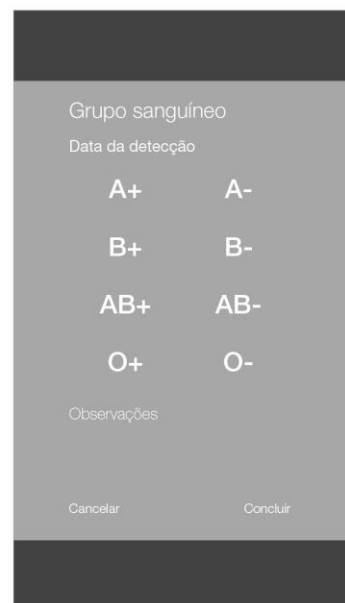 Grupo sanguíneo
Data da detecção
A+ A-
B+ B-
AB+ AB-
O+ O-
Observações
Cancelar Concluir